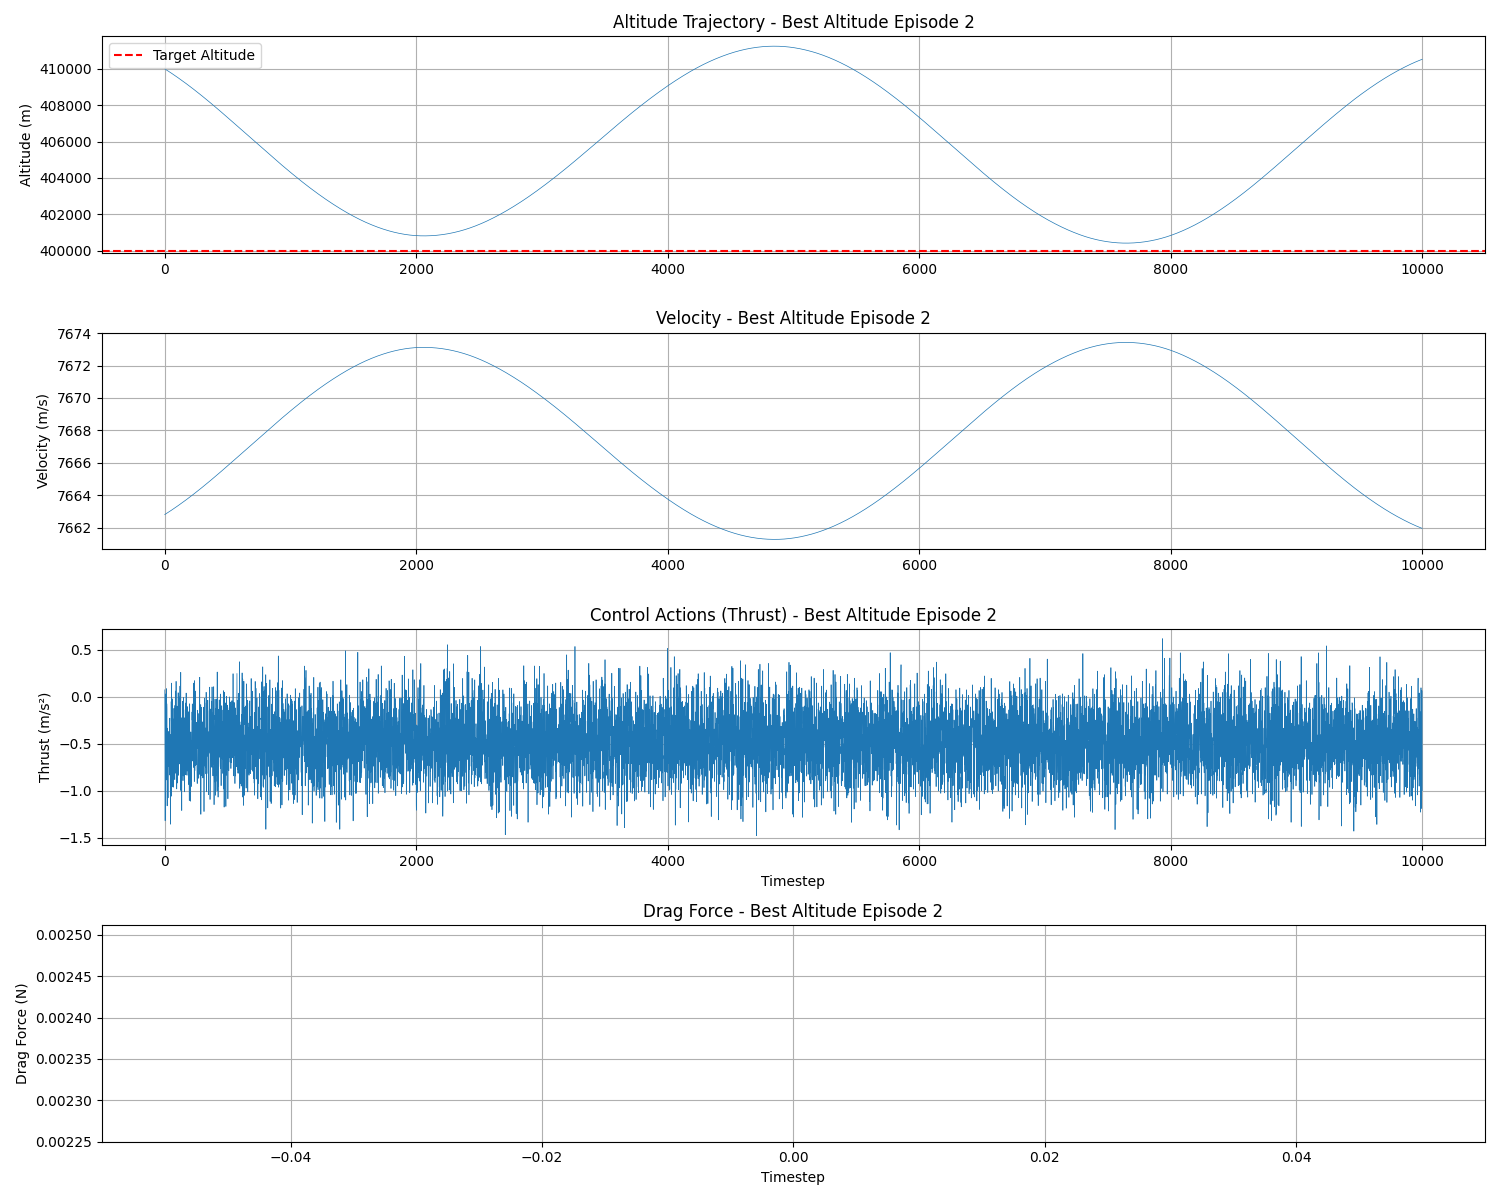 Altitude Trajectory - Best Altitude Episode 2
Target Altitude
Altitude (m)
410000
408000
406000
404000
402000
400000
0 2000 4000 6000 8000 10000
Velocity - Best Altitude Episode 2
Velocity (m/s)
7674
7672
7670
7668
7666
7664
7662
0 2000 4000 6000 8000 10000
Control Actions (Thrust) - Best Altitude Episode 2
Thrust (m/s²)
0.5
0.0
−0.5
−1.0
−1.5
0 2000 4000 6000 8000 10000
Timestep
Drag Force - Best Altitude Episode 2
Drag Force (N)
0.00250
0.00245
0.00240
0.00235
0.00230
0.00225
−0.04 −0.02 0.00 0.02 0.04
Timestep